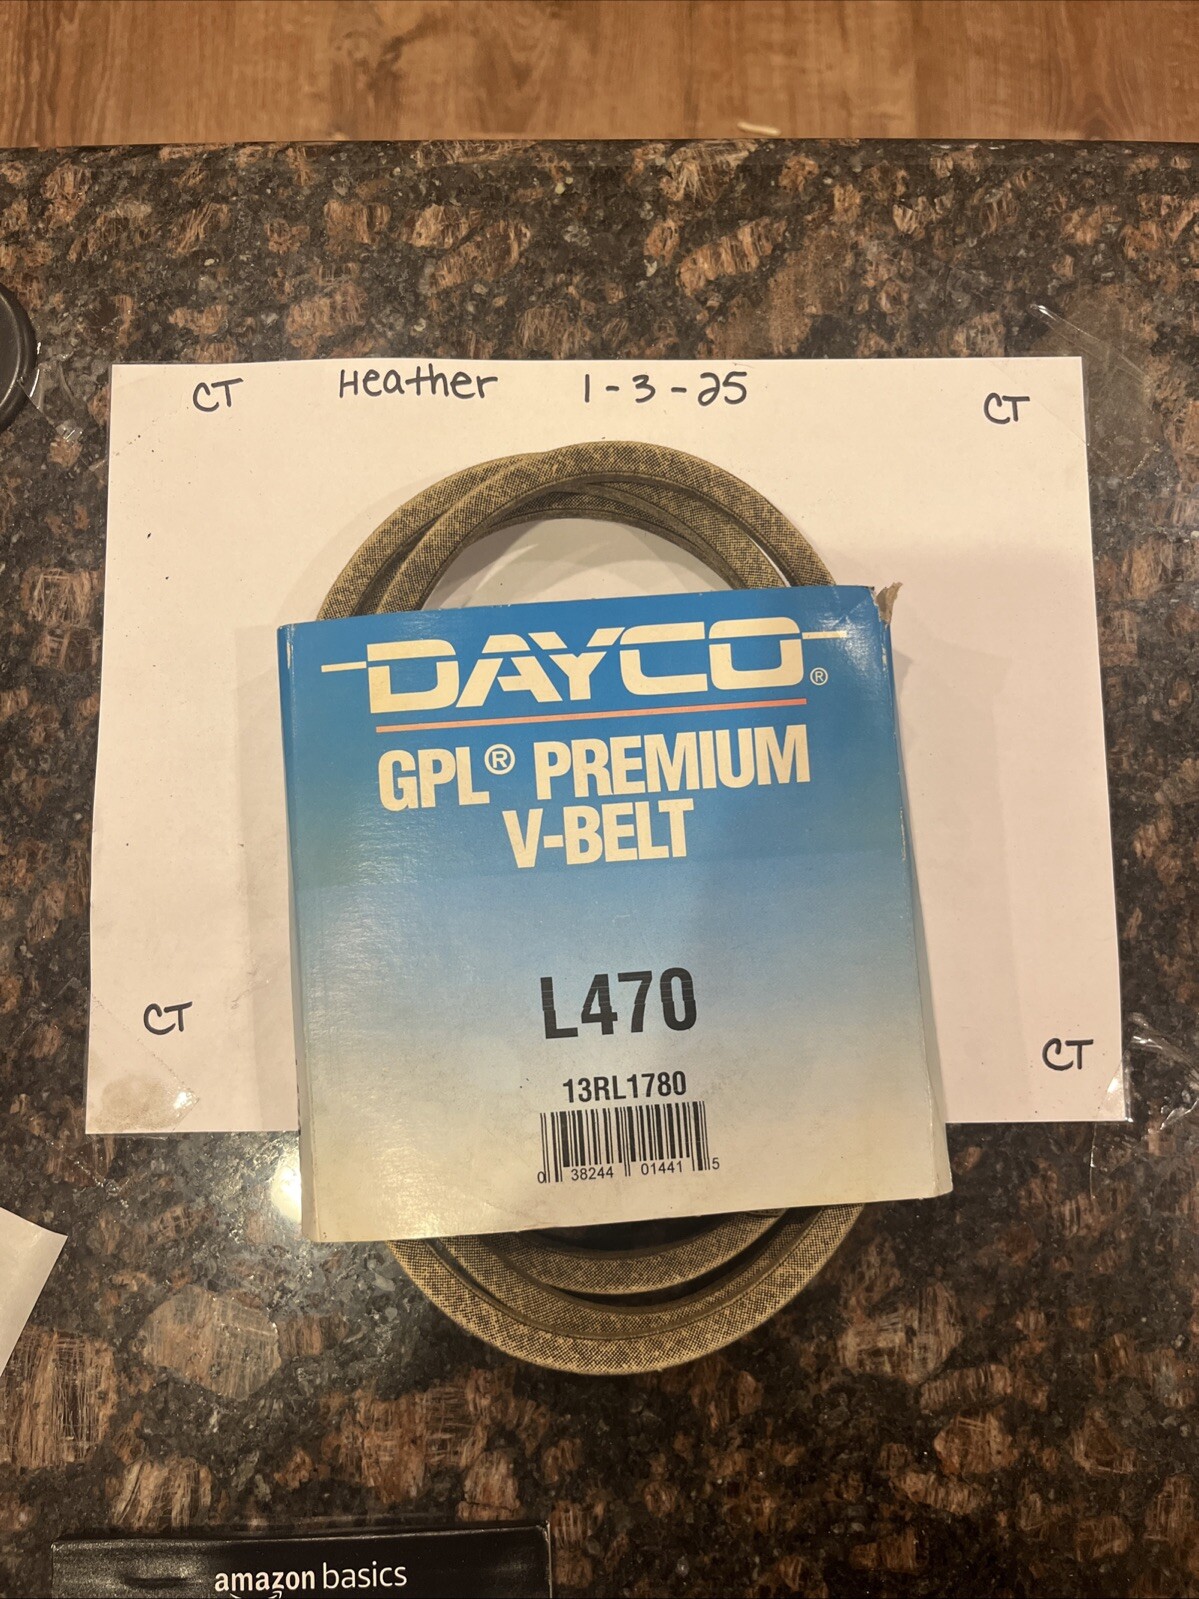 CT Heather 1-3-25 CT
DAYCO®
GPL® PREMIUM
V-BELT
L470
13RL1780
0 38244 01441 5
CT
CT
amazon basics